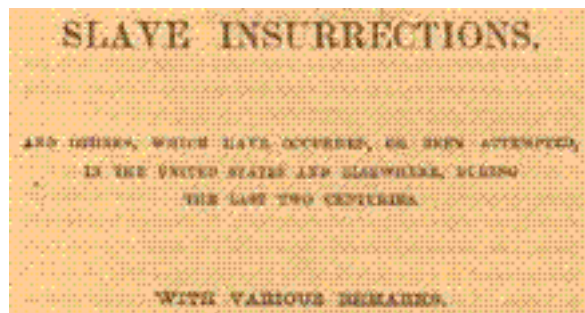 SLAVE INSURRECTIONS.
AND OTHERS, WHICH HAVE OCCURRED, OR BEEN ATTEMPTED,
IN THE UNITED STATES AND ELSEWHERE, DURING
THE LAST TWO CENTURIES.
WITH VARIOUS REMARKS.